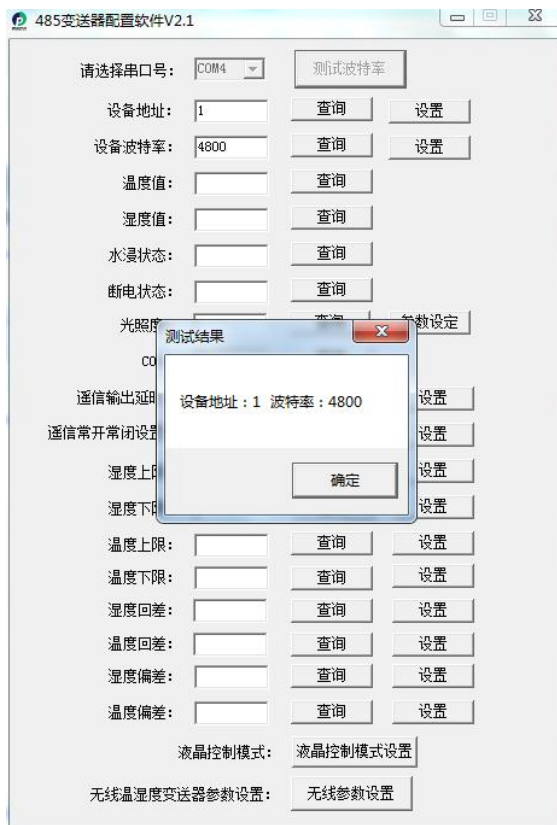 485变送器配置软件V2.1
请选择串口号： COM4 测试波特率
设备地址： 1 查询 设置
设备波特率： 4800 查询 设置
温度值： 查询
湿度值： 查询
水浸状态： 查询
断电状态： 查询
光照度 查询 参数设定
测试结果
CO
设备地址：1 波特率：4800
遥信输出延时 设置
遥信常开常闭设置 设置
确定
湿度上限 设置
湿度下限 设置
温度上限： 查询 设置
温度下限： 查询 设置
湿度回差： 查询 设置
温度回差： 查询 设置
湿度偏差： 查询 设置
温度偏差： 查询 设置
液晶控制模式： 液晶控制模式设置
无线温湿度变送器参数设置： 无线参数设置